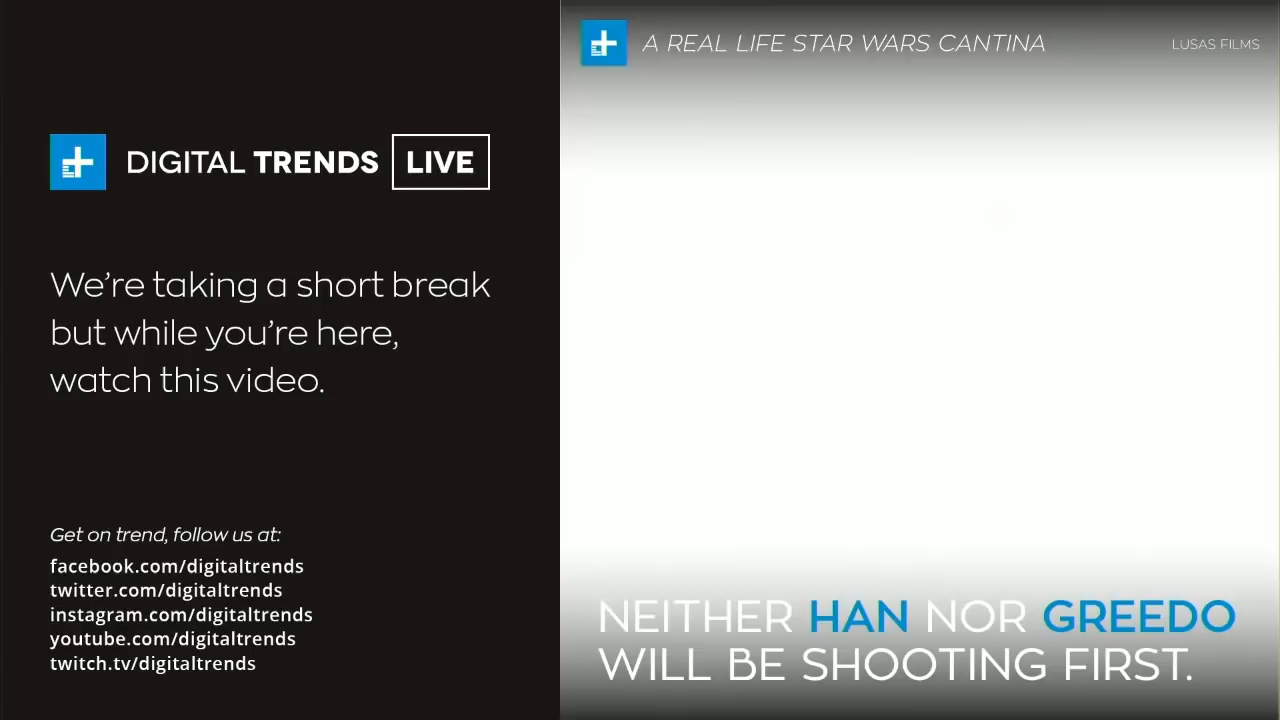 DIGITAL TRENDS LIVE
We're taking a short break
but while you're here,
watch this video.
Get on trend, follow us at:
facebook.com/digitaltrends
twitter.com/digitaltrends
instagram.com/digitaltrends
youtube.com/digitaltrends
twitch.tv/digitaltrends
A REAL LIFE STAR WARS CANTINA
LUSAS FILMS
NEITHER HAN NOR GREEDO
WILL BE SHOOTING FIRST.